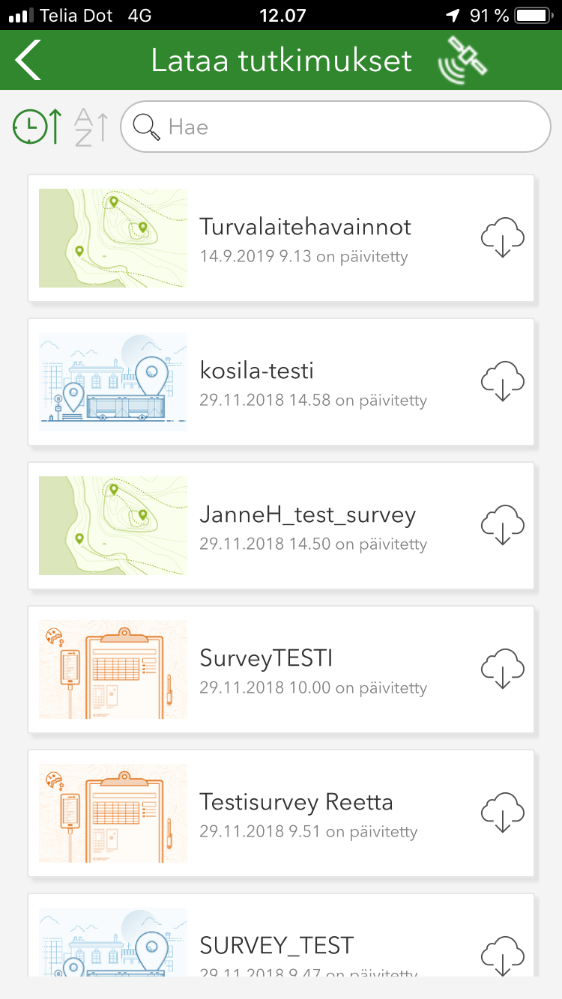 Telia Dot 4G 12.07 91 %
Lataa tutkimukset
A
Z
Hae
Turvalaitehavainnot
14.9.2019 9.13 on päivitetty
kosila-testi
29.11.2018 14.58 on päivitetty
JanneH_test_survey
29.11.2018 14.50 on päivitetty
SurveyTESTI
29.11.2018 10.00 on päivitetty
Testisurvey Reetta
29.11.2018 9.51 on päivitetty
SURVEY_TEST
29.11.2018 9.47 on päivitetty